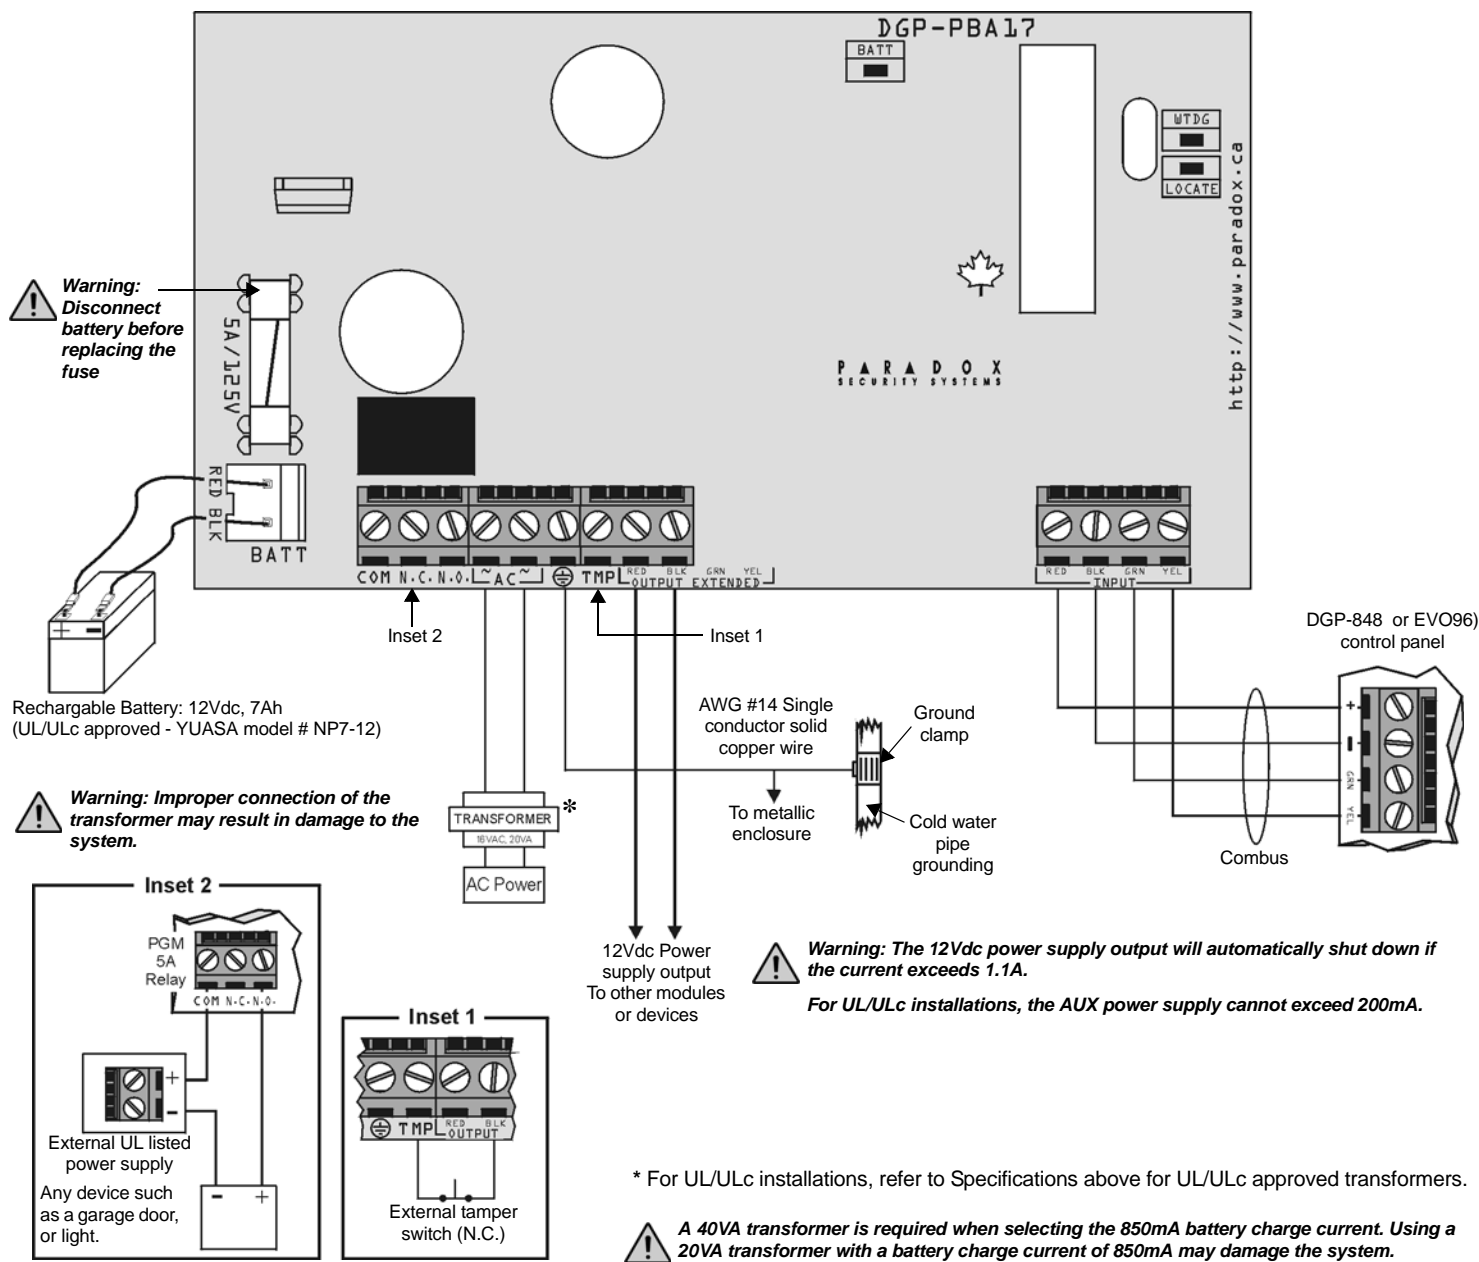 DGP-PBA17
BATT
WTDG
LOCATE
http://www.paradox.ca
PARADOX
SECURITY SYSTEMS
Warning:
Disconnect
battery before
replacing the
fuse
5A/125V
RED BLK
BATT
COM N.C. N.O. ~AC~ TMP RED BLK GRN YEL
OUTPUT EXTENDED
RED BLK GRN YEL
INPUT
Inset 2
Inset 1
+ -
Rechargable Battery: 12Vdc, 7Ah
(UL/ULc approved - YUASA model # NP7-12)
DGP-848 or EVO96)
control panel
+
-
GRN
YEL
Combus
AWG #14 Single
conductor solid
copper wire
Ground
clamp
To metallic
enclosure
Cold water
pipe
grounding
Warning: Improper connection of the
transformer may result in damage to the
system.
TRANSFORMER *
16VAC, 20VA
AC Power
12Vdc Power
supply output
To other modules
or devices
Warning: The 12Vdc power supply output will automatically shut down if
the current exceeds 1.1A.
For UL/ULc installations, the AUX power supply cannot exceed 200mA.
Inset 2
PGM
5A
Relay
COM N.C. N.O.
+
-
External UL listed
power supply
Any device such
as a garage door,
or light.
- +
Inset 1
TMP RED BLK
OUTPUT
External tamper
switch (N.C.)
* For UL/ULc installations, refer to Specifications above for UL/ULc approved transformers.
A 40VA transformer is required when selecting the 850mA battery charge current. Using a
20VA transformer with a battery charge current of 850mA may damage the system.